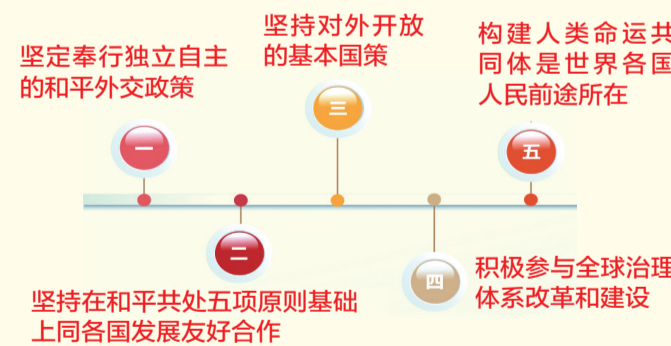 坚定奉行独立自主
的和平外交政策
一
二
坚持在和平共处五项原则基础
上同各国发展友好合作
坚持对外开放
的基本国策
三
四
积极参与全球治理
体系改革和建设
构建人类命运共
同体是世界各国
人民前途所在
五